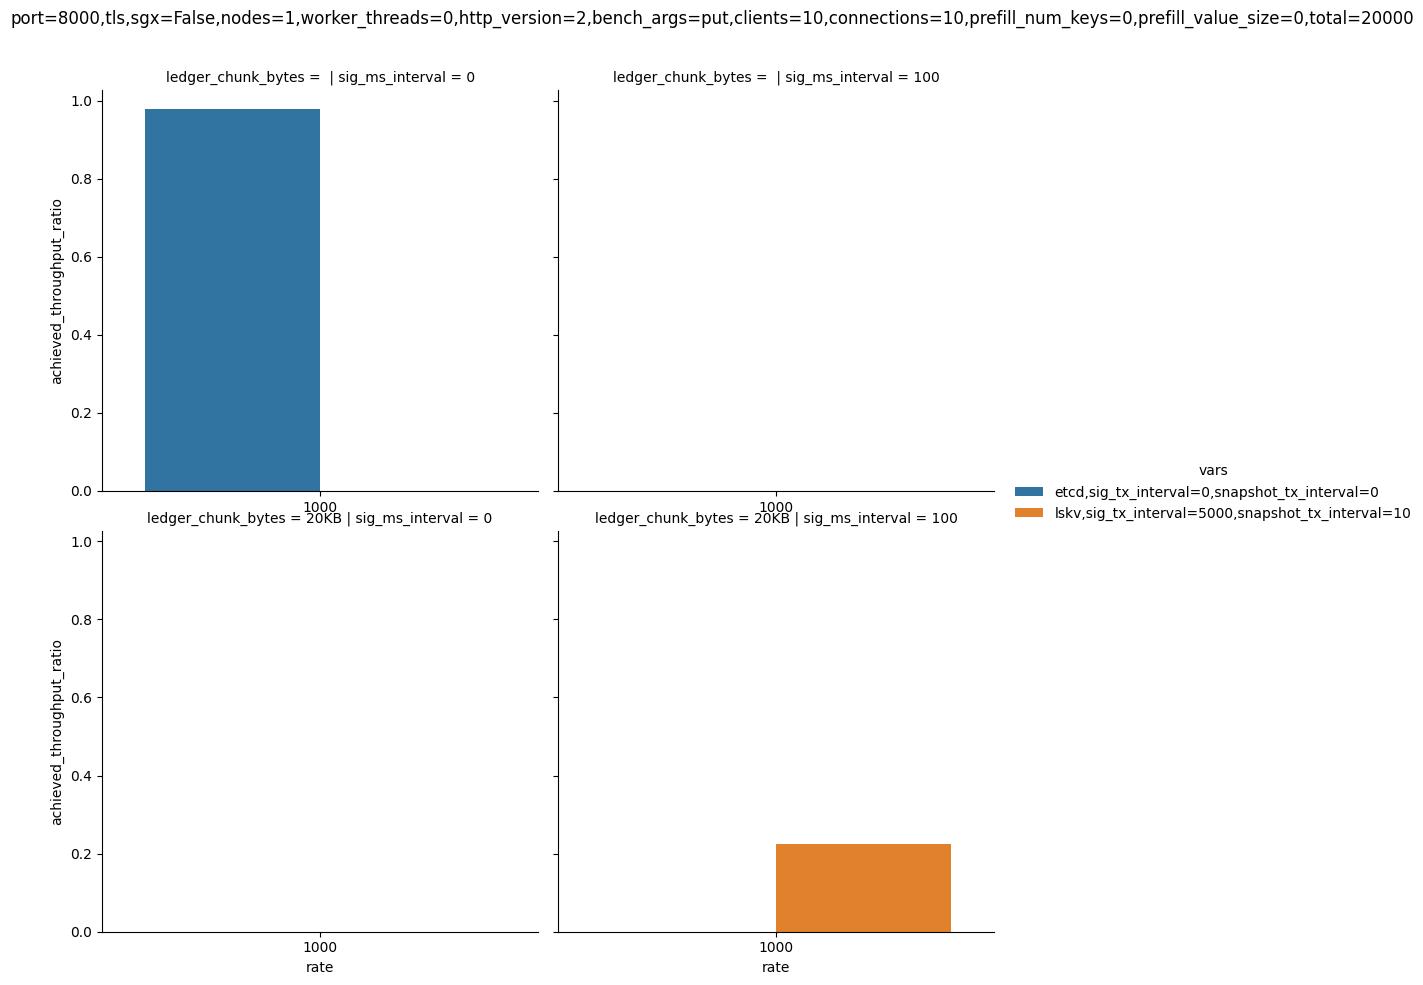 port=8000,tls,sgx=False,nodes=1,worker_threads=0,http_version=2,bench_args=put,clients=10,connections=10,prefill_num_keys=0,prefill_value_size=0,total=20000
ledger_chunk_bytes =  | sig_ms_interval = 0
ledger_chunk_bytes =  | sig_ms_interval = 100
1.0
0.8
0.6
0.4
0.2
0.0
achieved_throughput_ratio
1000
1000
ledger_chunk_bytes = 20KB | sig_ms_interval = 0
ledger_chunk_bytes = 20KB | sig_ms_interval = 100
1.0
0.8
0.6
0.4
0.2
0.0
achieved_throughput_ratio
1000
1000
rate
rate
vars
etcd,sig_tx_interval=0,snapshot_tx_interval=0
lskv,sig_tx_interval=5000,snapshot_tx_interval=10